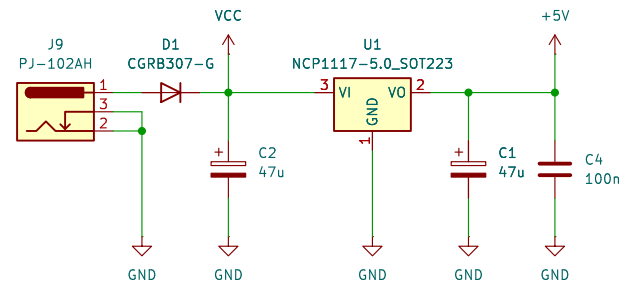 VCC
+5V
J9
PJ-102AH
D1
CGRB307-G
U1
NCP1117-5.0_SOT223
1
3
2
3
VI
VO
2
GND
1
+
C2
47u
+
C1
47u
C4
100n
GND
GND
GND
GND
GND